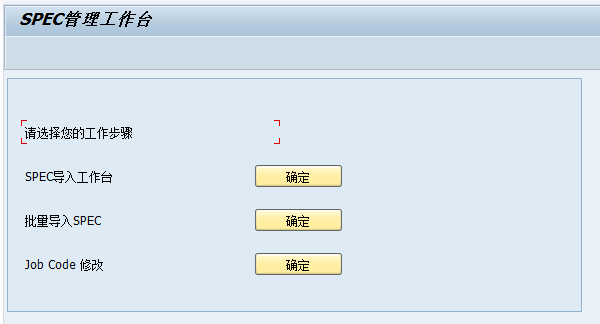 SPEC管理工作台
请选择您的工作步骤
SPEC导入工作台 确定
批量导入SPEC 确定
Job Code 修改 确定